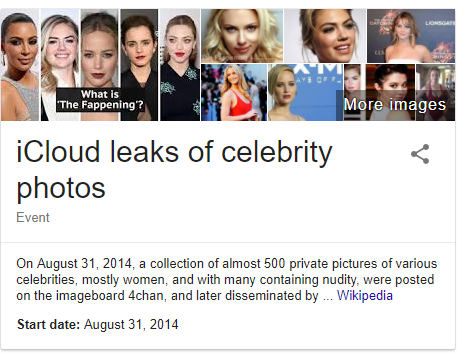 LIONSGATE
What is
'The Fappening'?
More images
iCloud leaks of celebrity
photos
Event
On August 31, 2014, a collection of almost 500 private pictures of various
celebrities, mostly women, and with many containing nudity, were posted
on the imageboard 4chan, and later disseminated by ... Wikipedia
Start date: August 31, 2014